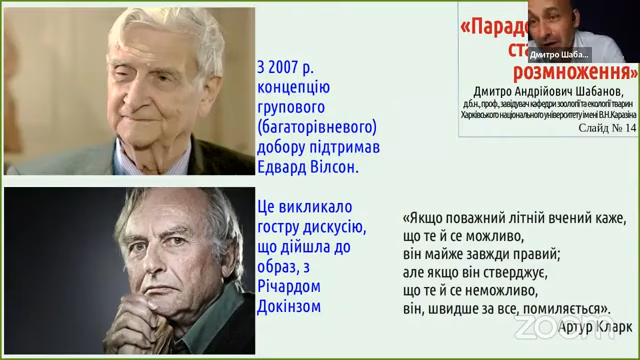 «Парадо
ста
розмноження»
Дмитро Шаба...
Дмитро Андрійович Шабанов,
д.б.н., проф., завідувач кафедри зоології та екології тварин
Харківського національного університету імені В.Н.Каразіна
Слайд № 14
З 2007 р.
концепцію
групового
(багаторівневого)
добору підтримав
Едвард Вілсон.
Це викликало
гостру дискусію,
що дійшла до
образ, з
Річардом
Докінзом
«Якщо поважний літній вчений каже,
що те й се можливо,
він майже завжди правий;
але якщо він стверджує,
що те й се неможливо,
він, швидше за все, помиляється».
Артур Кларк
zoom